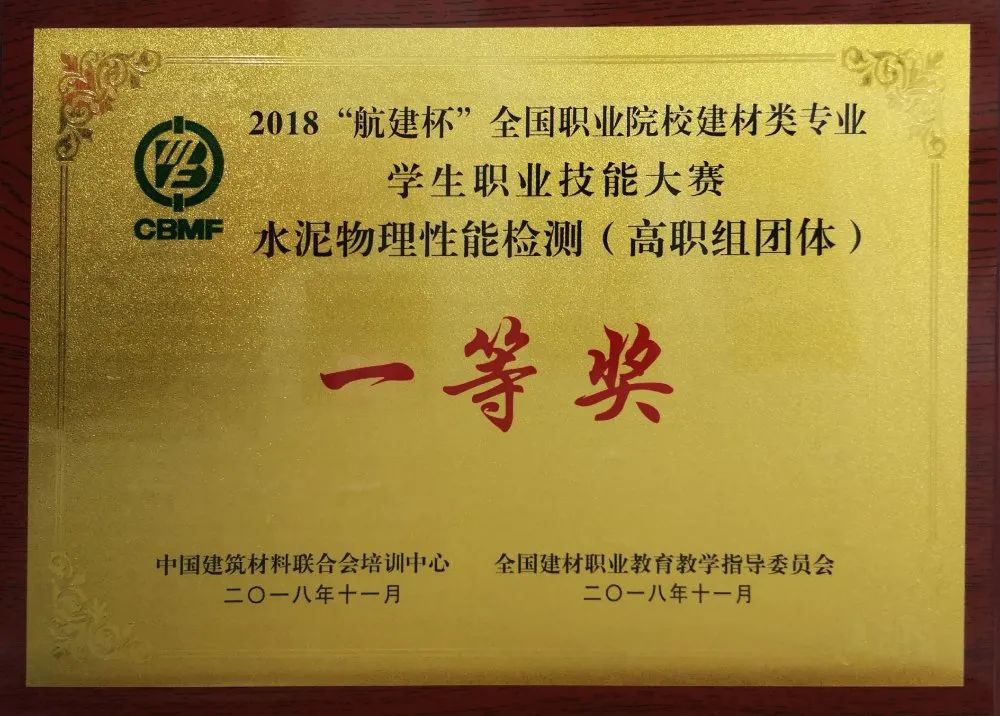 2018“航建杯”全国职业院校建材类专业
学生职业技能大赛
CBMF
水泥物理性能检测（高职组团体）
一等奖
中国建筑材料联合会培训中心
二〇一八年十一月
全国建材职业教育教学指导委员会
二〇一八年十一月